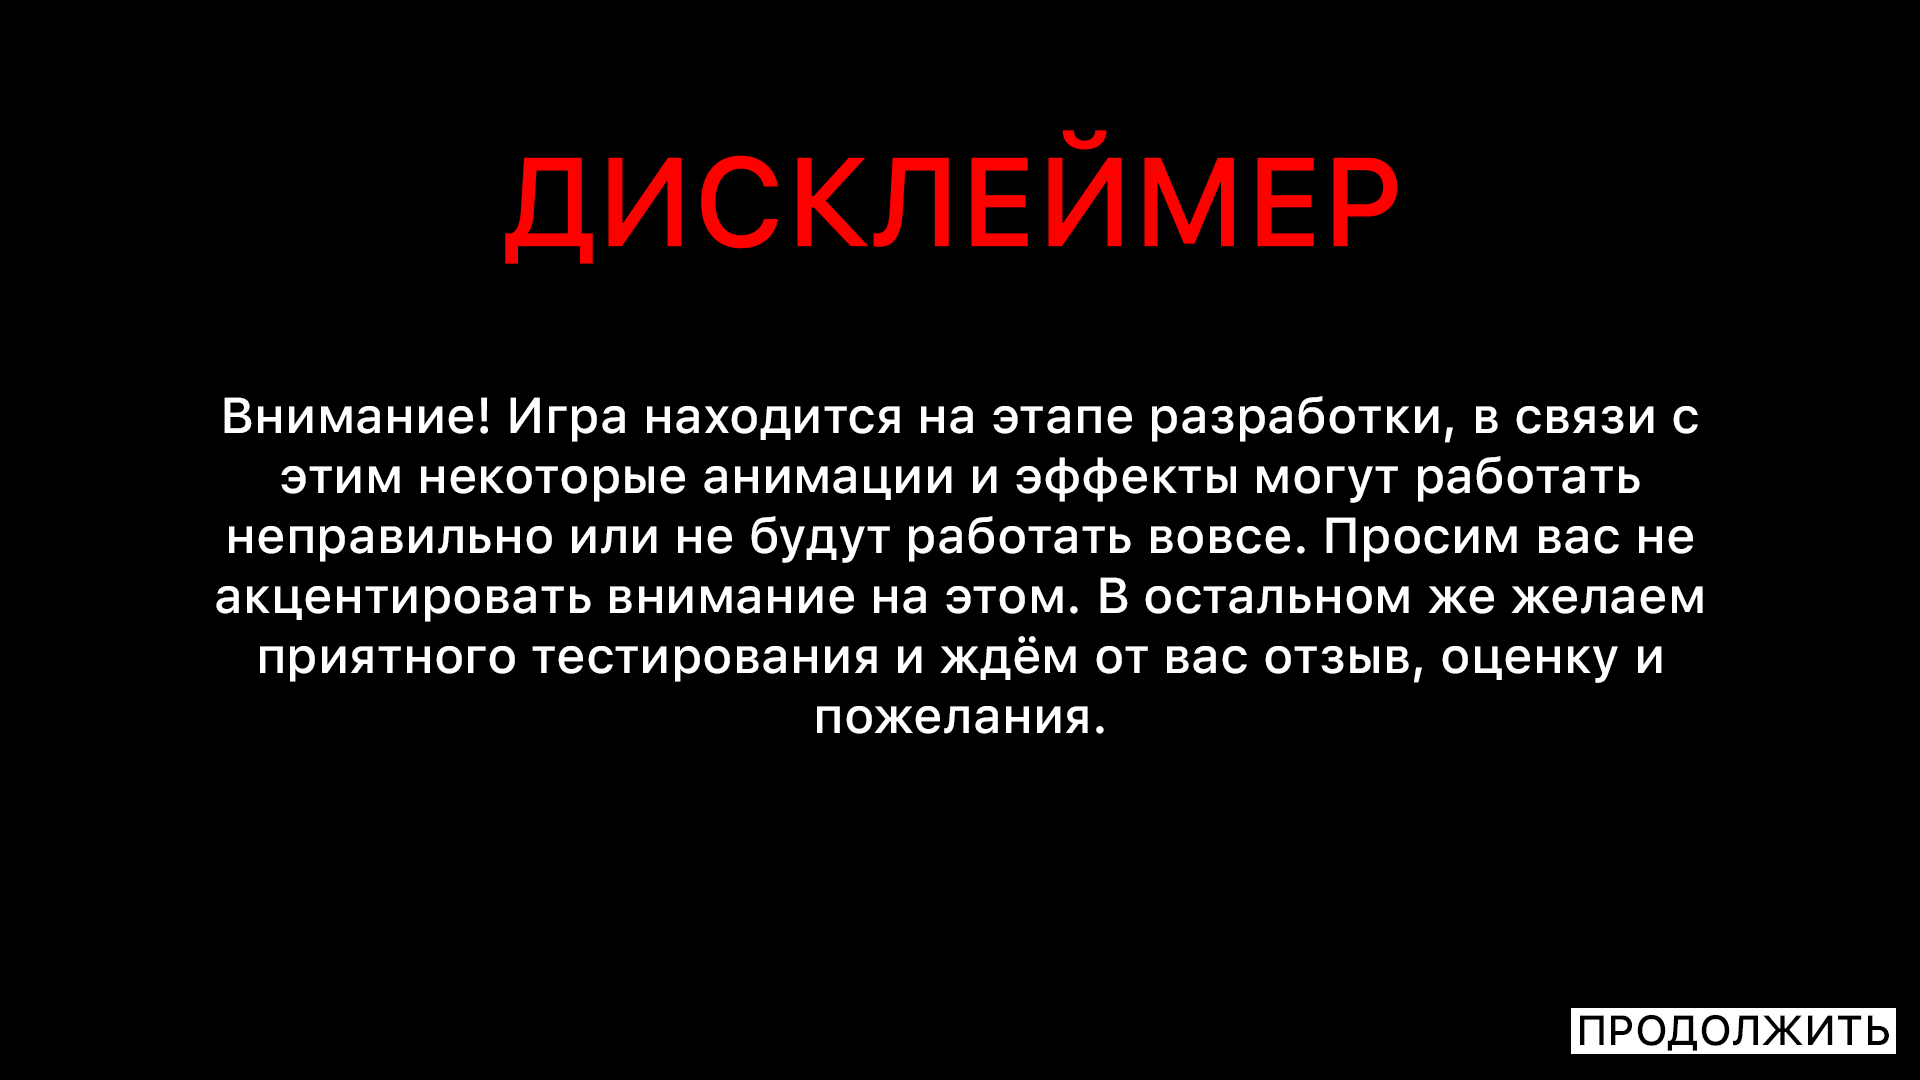 ДИСКЛЕЙМЕР
Внимание! Игра находится на этапе разработки, в связи с
этим некоторые анимации и эффекты могут работать
неправильно или не будут работать вовсе. Просим вас не
акцентировать внимание на этом. В остальном же желаем
приятного тестирования и ждём от вас отзыв, оценку и
пожелания.
ПРОДОЛЖИТЬ